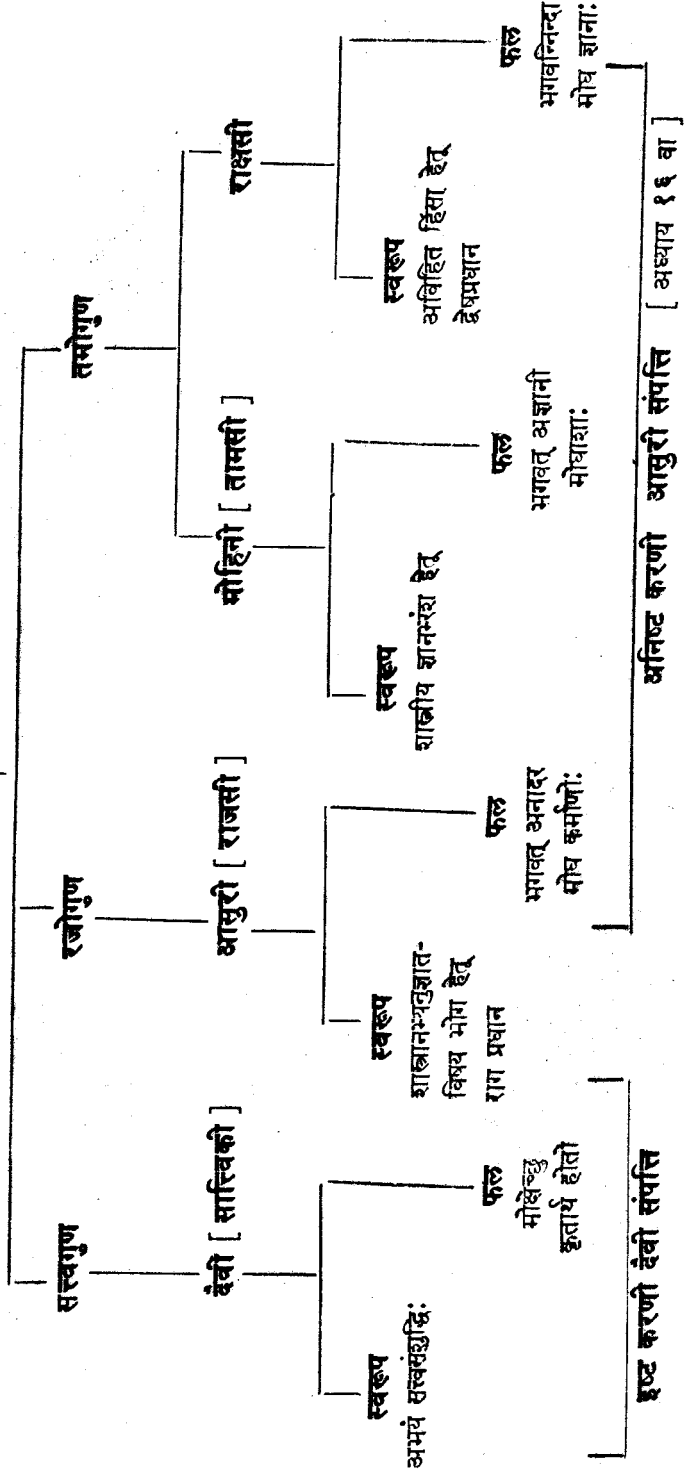 सत्त्वगुण
रजोगुण
तमोगुण
दैवी [ सात्त्विकी ]
आसुरी [ राजसी ]
मोहिनी [ तामसी ]
राक्षसी
स्वरूप
अभयं सत्त्वसंशुद्धिः
फल
मोक्षेच्छु
कृतार्थ होतो
स्वरूप
शास्त्रानभ्यनुज्ञात-
विषय भोग हेतू
राग प्रधान
फल
भगवत् अनादर
मोघ कर्माणोः
स्वरूप
शास्त्रीय ज्ञानभ्रंश हेतू
फल
भगवत् अज्ञानी
मोघाशाः
स्वरूप
अविहित हिंसा हेतू
द्वेषप्रधान
फल
भगवन्निन्दा
मोघ ज्ञानाः
इष्ट करणी दैवी संपत्ति
अनिष्ट करणी आसुरी संपत्ति [ अध्याय १६ वा ]